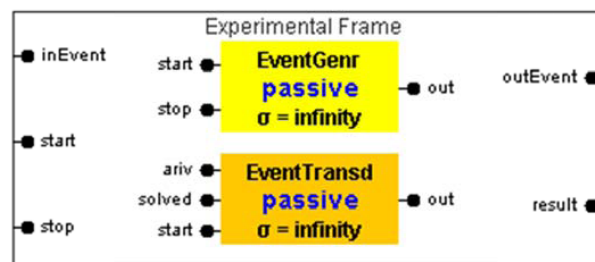 Experimental Frame
inEvent
start
stop
start
stop
EventGenr
passive
σ = infinity
out
ariv
solved
start
EventTransd
passive
σ = infinity
out
outEvent
result